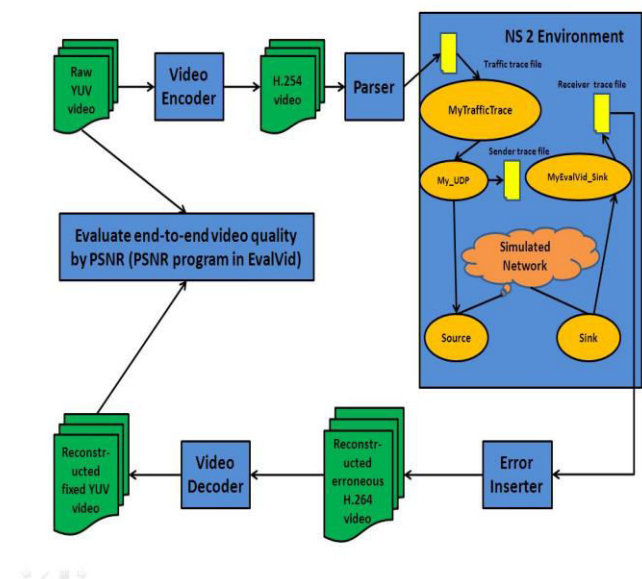 NS 2 Environment
Raw
YUV
video
Video
Encoder
H.254
video
Parser
Traffic trace file
MyTrafficTrace
Receiver trace file
Sender trace file
My_UDP
MyEvalVid_Sink
Evaluate end-to-end video quality
by PSNR (PSNR program in EvalVid)
Simulated
Network
Source
Sink
Reconstr-
ucted
fixed YUV
video
Video
Decoder
Reconstr-
ucted
erroneous
H.264
video
Error
Inserter